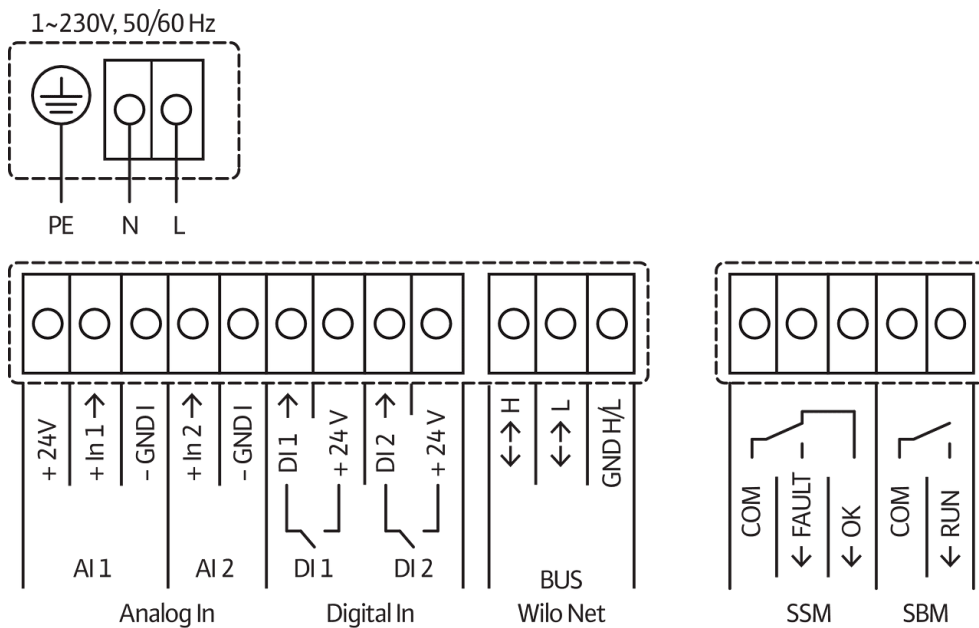 1~230V, 50/60 Hz
PE N L
+ 24V
+ In 1 →
- GND I
+ In 2 →
- GND I
DI 1 →
+ 24 V
DI 2 →
+ 24 V
↔ H
↔ L
GND H/L
COM
← FAULT
← OK
COM
← RUN
AI 1 AI 2 DI 1 DI 2
BUS
Analog In Digital In Wilo Net SSM SBM